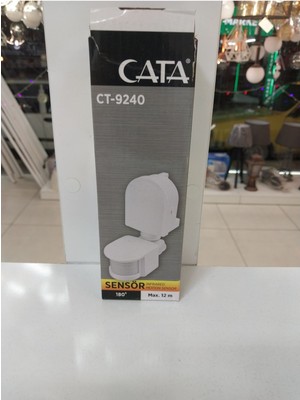 CATA
CT-9240
SENSÖR
180°
Max. 12 m